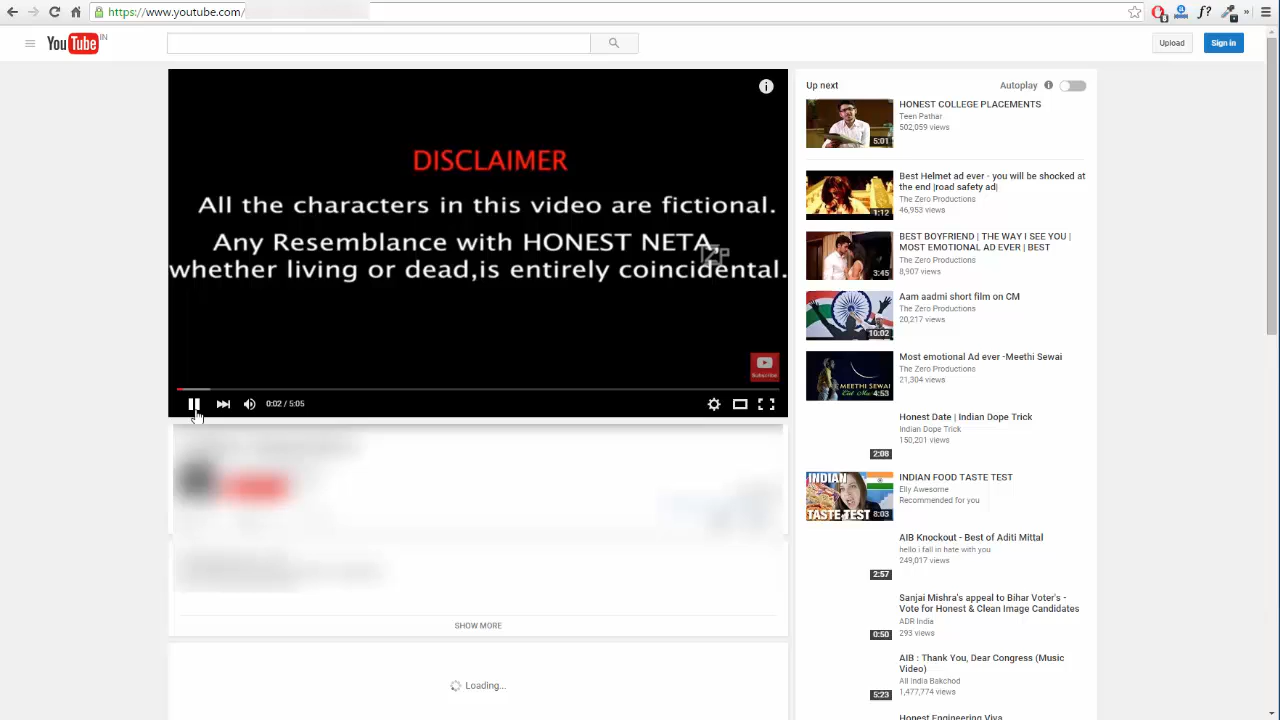 https://www.youtube.com/
YouTube IN
Upload
Sign in
DISCLAIMER
All the characters in this video are fictional.
Any Resemblance with HONEST NETA,
whether living or dead,is entirely coincidental.
0:02 / 5:05
SHOW MORE
Loading...
Up next
Autoplay
HONEST COLLEGE PLACEMENTS
Teen Pathar
502,059 views
5:01
Best Helmet ad ever - you will be shocked at
the end |road safety ad|
The Zero Productions
46,953 views
1:12
BEST BOYFRIEND | THE WAY I SEE YOU |
MOST EMOTIONAL AD EVER | BEST
The Zero Productions
8,907 views
3:45
Aam aadmi short film on CM
The Zero Productions
20,217 views
10:02
Most emotional Ad ever -Meethi Sewai
The Zero Productions
21,304 views
MEETHI SEWAI
4:53
Honest Date | Indian Dope Trick
Indian Dope Trick
150,201 views
2:08
INDIAN FOOD TASTE TEST
Elly Awesome
Recommended for you
INDIAN
TASTE TEST
8:03
AIB Knockout - Best of Aditi Mittal
hello i fall in hate with you
249,017 views
2:57
Sanjai Mishra's appeal to Bihar Voter's -
Vote for Honest & Clean Image Candidates
ADR India
293 views
0:50
AIB : Thank You, Dear Congress (Music
Video)
All India Bakchod
1,477,774 views
5:23
Honest Engineering Viva